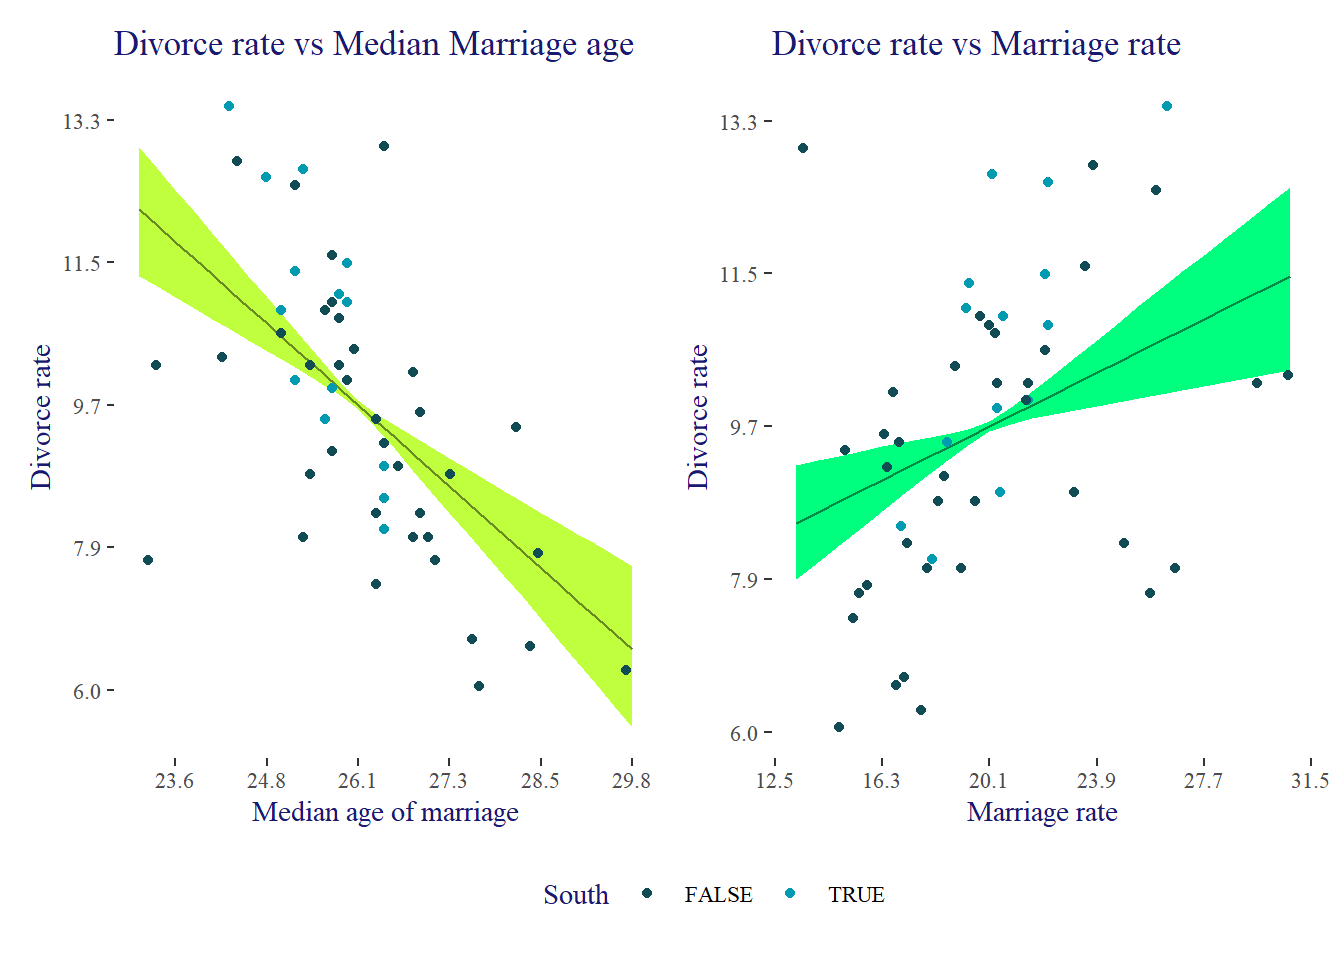 Divorce rate vs Median Marriage age
13.3
11.5
9.7
7.9
6.0
Divorce rate
23.6 24.8 26.1 27.3 28.5 29.8
Median age of marriage
Divorce rate vs Marriage rate
13.3
11.5
9.7
7.9
6.0
Divorce rate
12.5 16.3 20.1 23.9 27.7 31.5
Marriage rate
South FALSE TRUE